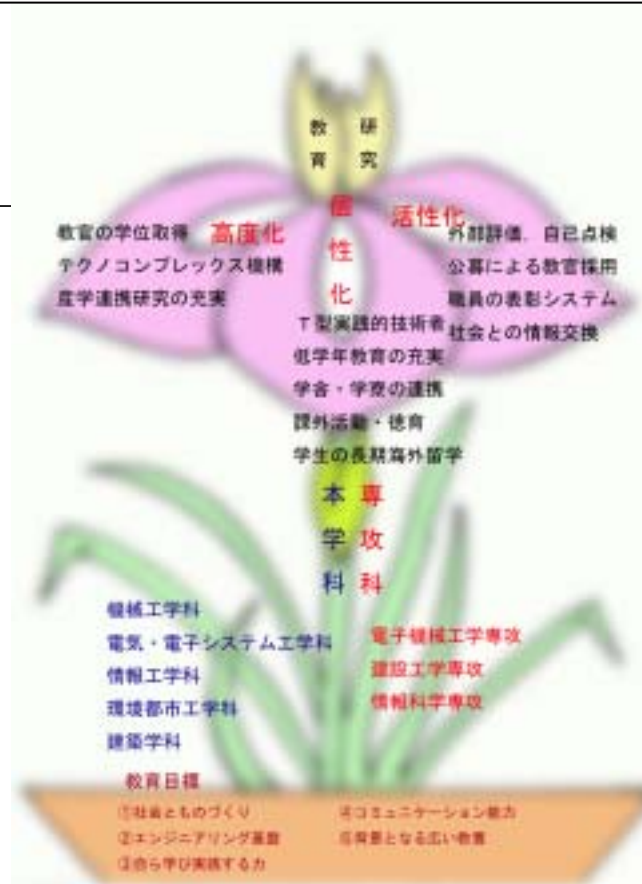 教育
研究
個性化
高度化
教官の学位取得
テクノコンプレックス機構
産学連携研究の充実
活性化
外部評価、自己点検
公募による教官採用
職員の表彰システム
社会との情報交換
T型実践的技術者
低学年教育の充実
学舎・学寮の連携
課外活動・徳育
学生の長期海外留学
本学科
専攻科
機械工学科
電気・電子システム工学科
情報工学科
環境都市工学科
建築学科
電子機械工学専攻
建設工学専攻
情報科学専攻
教育目標
①社会とものづくり
②エンジニアリング基盤
③自ら学び実践する力
④コミュニケーション能力
⑤背景となる広い教養